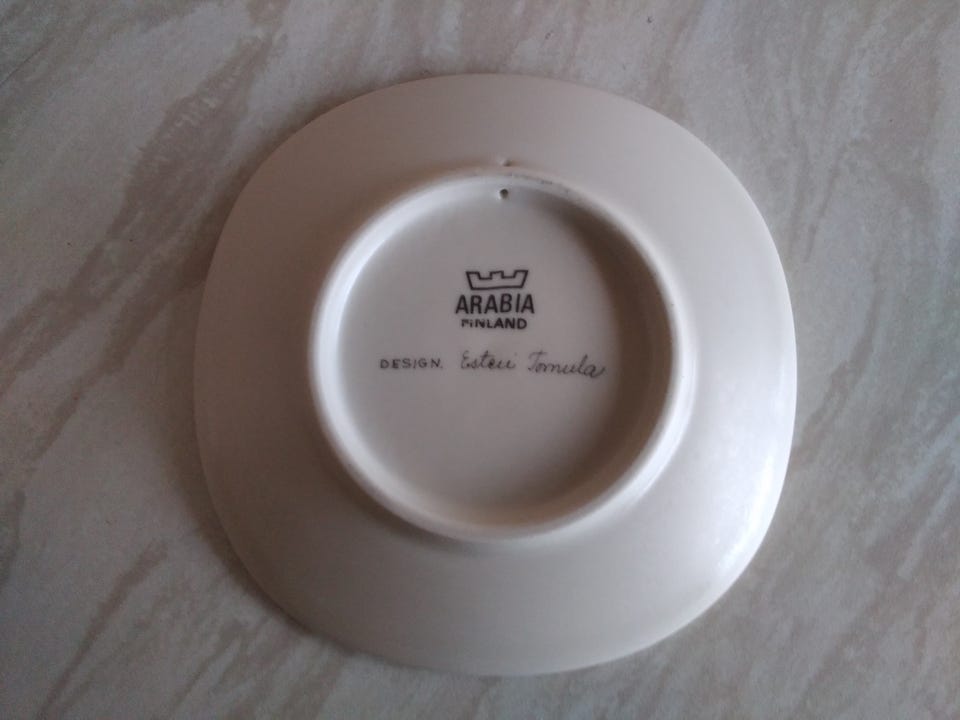 ARABIA
FINLAND
DESIGN. Esteri Tomula